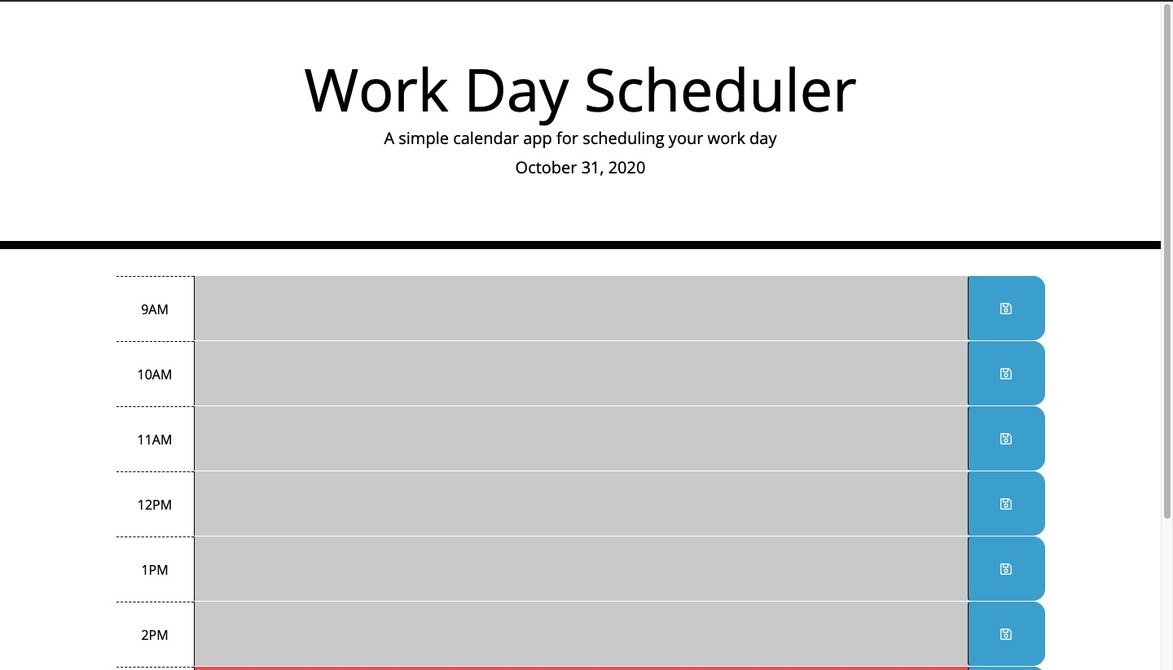 Work Day Scheduler
A simple calendar app for scheduling your work day
October 31, 2020
9AM
10AM
11AM
12PM
1PM
2PM